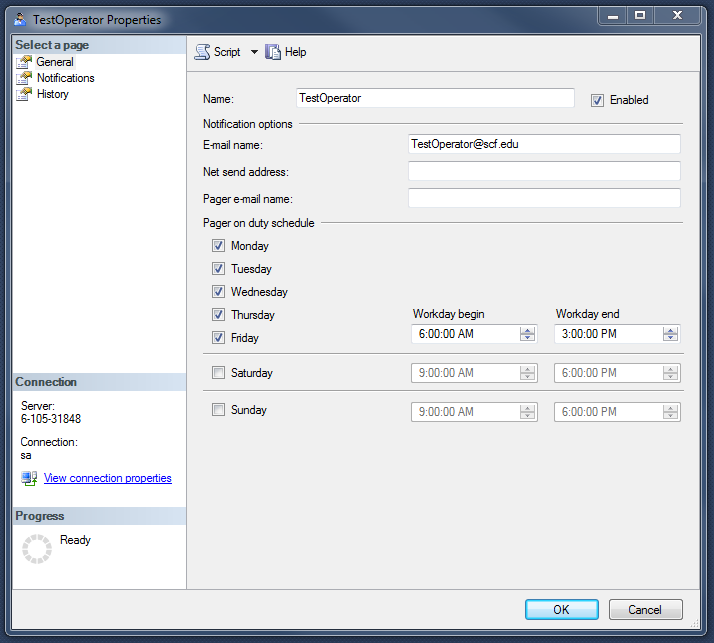 TestOperator Properties
Select a page
General
Notifications
History
Script Help
Name: TestOperator Enabled
Notification options
E-mail name: TestOperator@scf.edu
Net send address:
Pager e-mail name:
Pager on duty schedule
Monday
Tuesday
Wednesday
Thursday
Workday begin Workday end
Friday 6:00:00 AM 3:00:00 PM
Saturday 9:00:00 AM 6:00:00 PM
Sunday 9:00:00 AM 6:00:00 PM
Connection
Server:
6-105-31848
Connection:
sa
View connection properties
Progress
Ready
OK Cancel